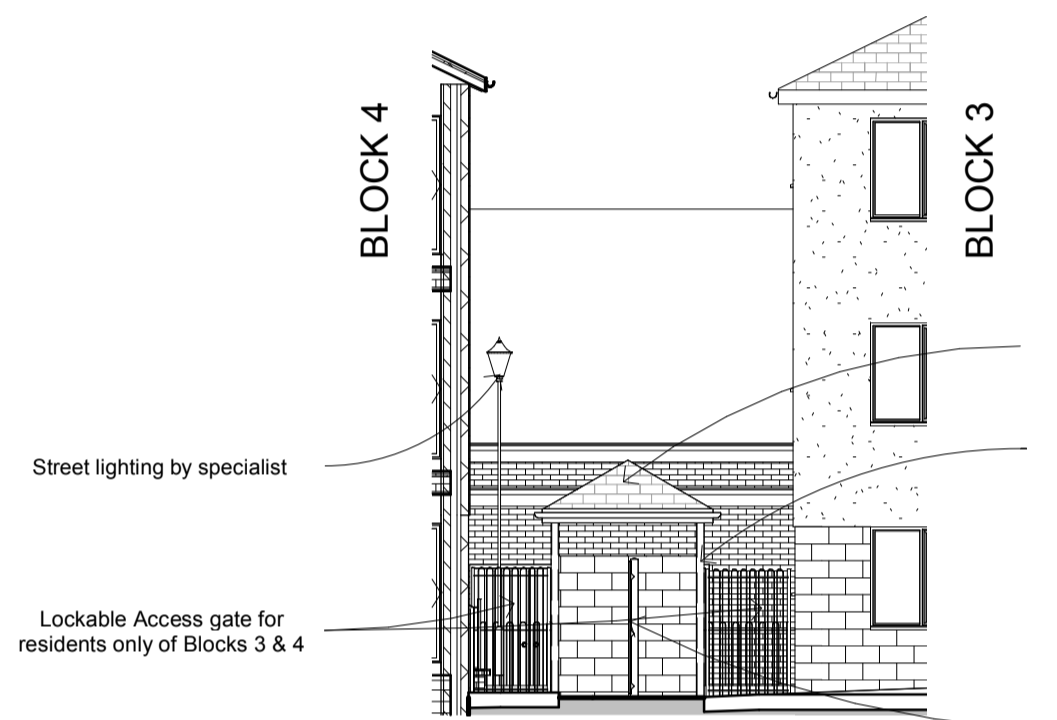 BLOCK 4
BLOCK 3
Street lighting by specialist
Lockable Access gate for
residents only of Blocks 3 & 4